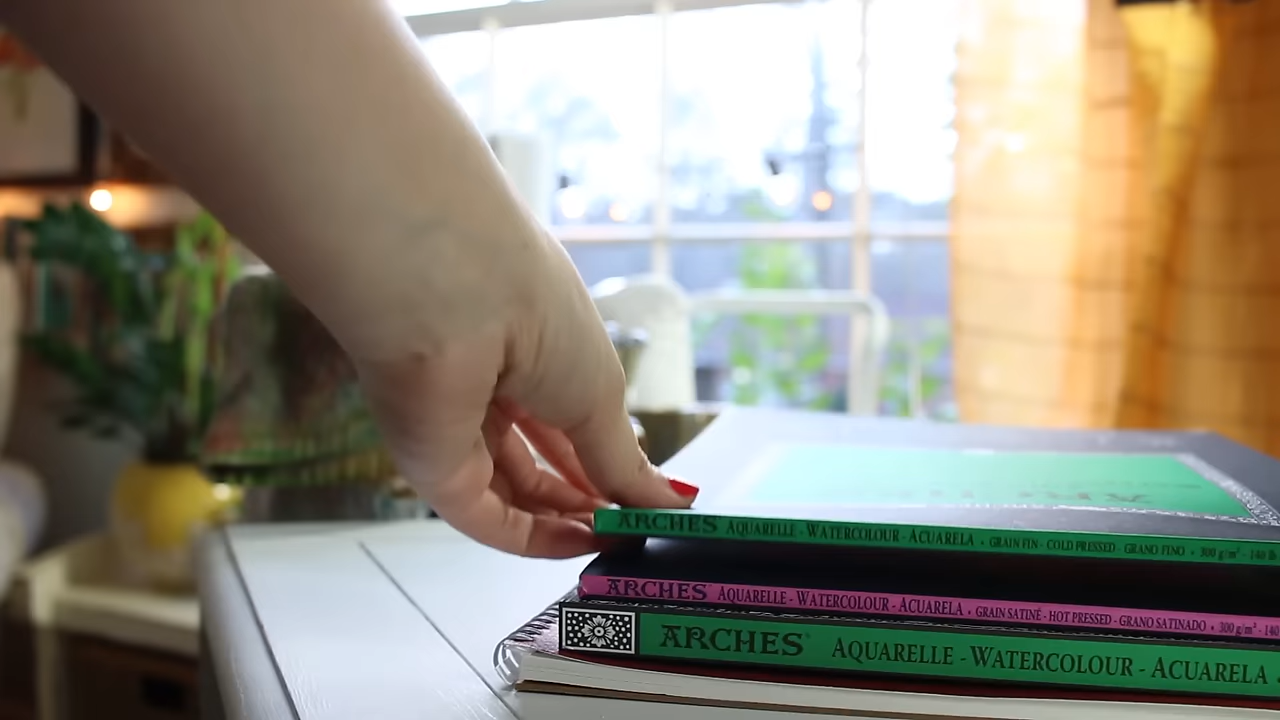 ARCHES AQUARELLE - WATERCOLOUR - ACUARELA • GRAIN FIN - COLD PRESSED - GRANO FINO • 300 g/m² - 140 lb
ARCHES® AQUARELLE - WATERCOLOUR - ACUARELA • GRAIN SATINÉ - HOT PRESSED - GRANO SATINADO • 300 g/m² - 140
ARCHES® AQUARELLE - WATERCOLOUR - ACUARELA